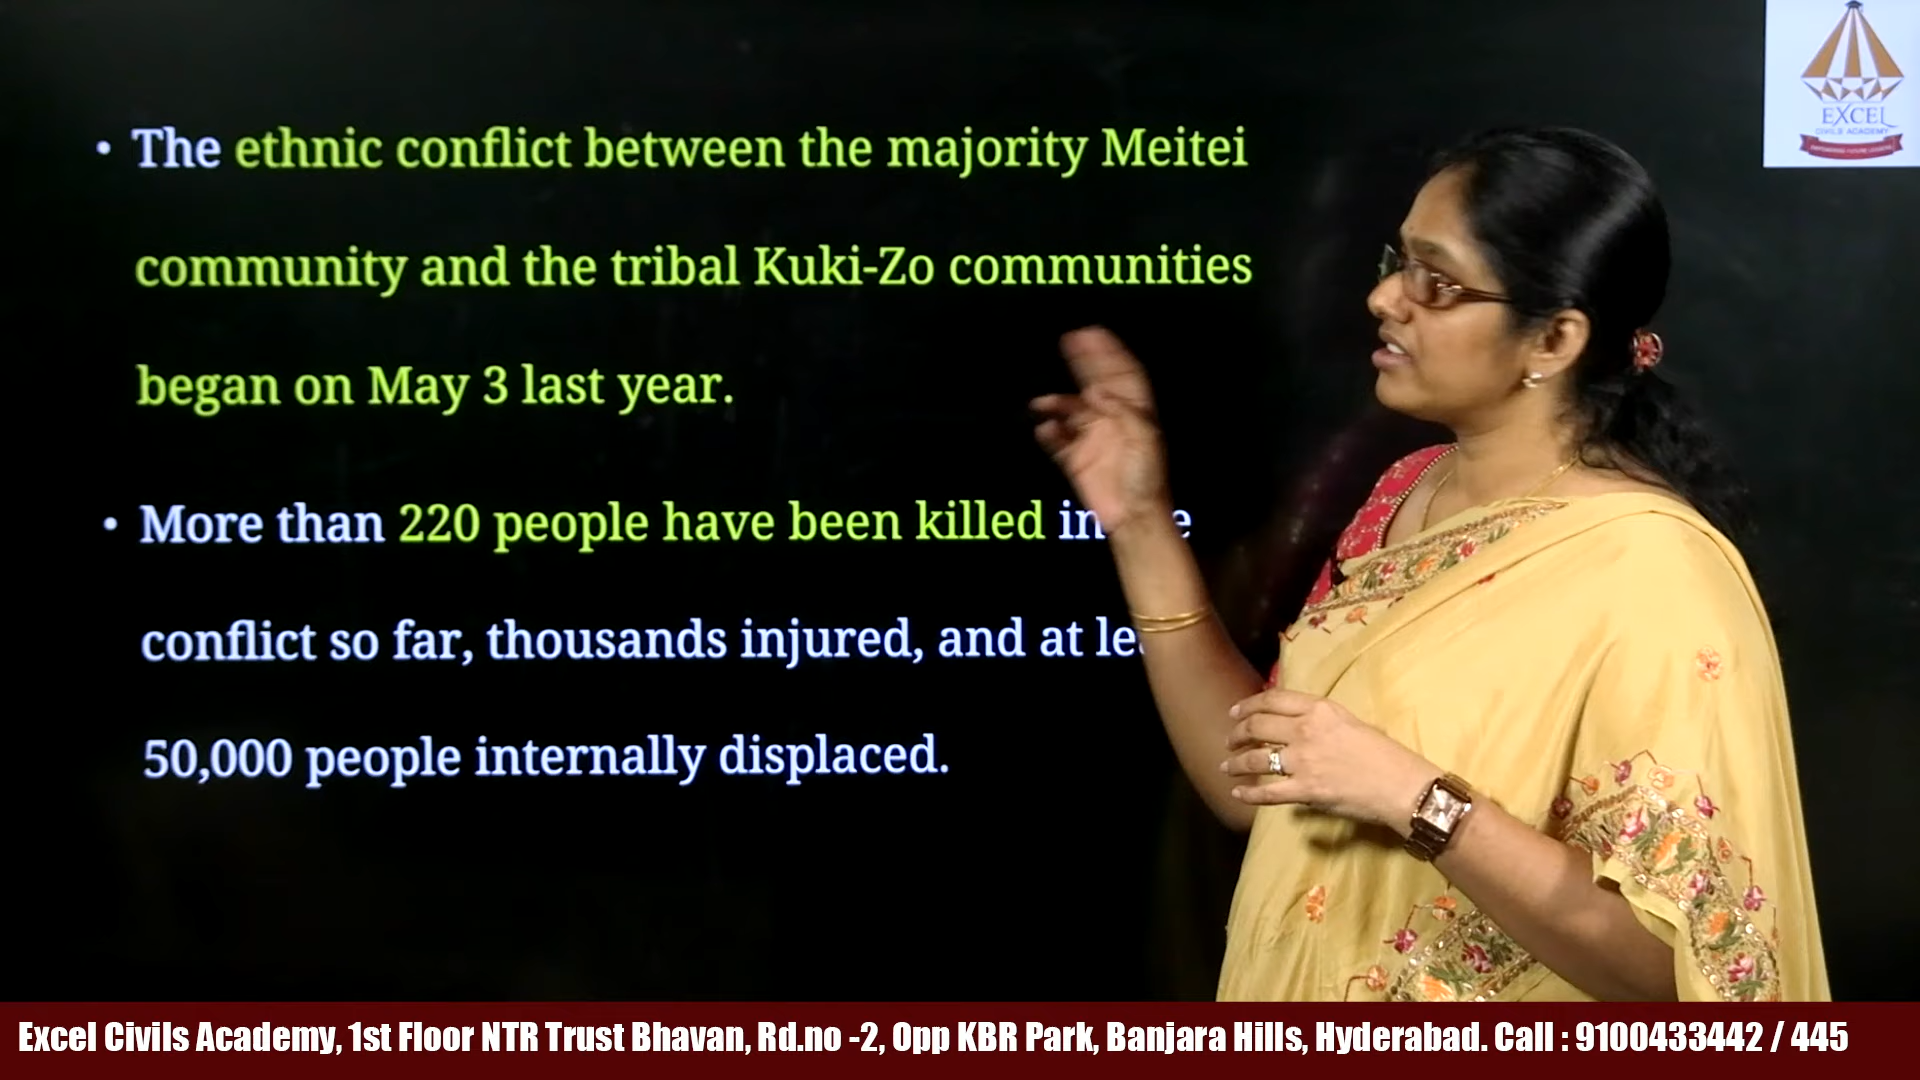 EXCEL
CIVILS ACADEMY
• The ethnic conflict between the majority Meitei
community and the tribal Kuki-Zo communities
began on May 3 last year.
• More than 220 people have been killed in
conflict so far, thousands injured, and at
50,000 people internally displaced.
Excel Civils Academy, 1st Floor NTR Trust Bhavan, Rd.no -2, Opp KBR Park, Banjara Hills, Hyderabad. Call : 9100433442 / 445